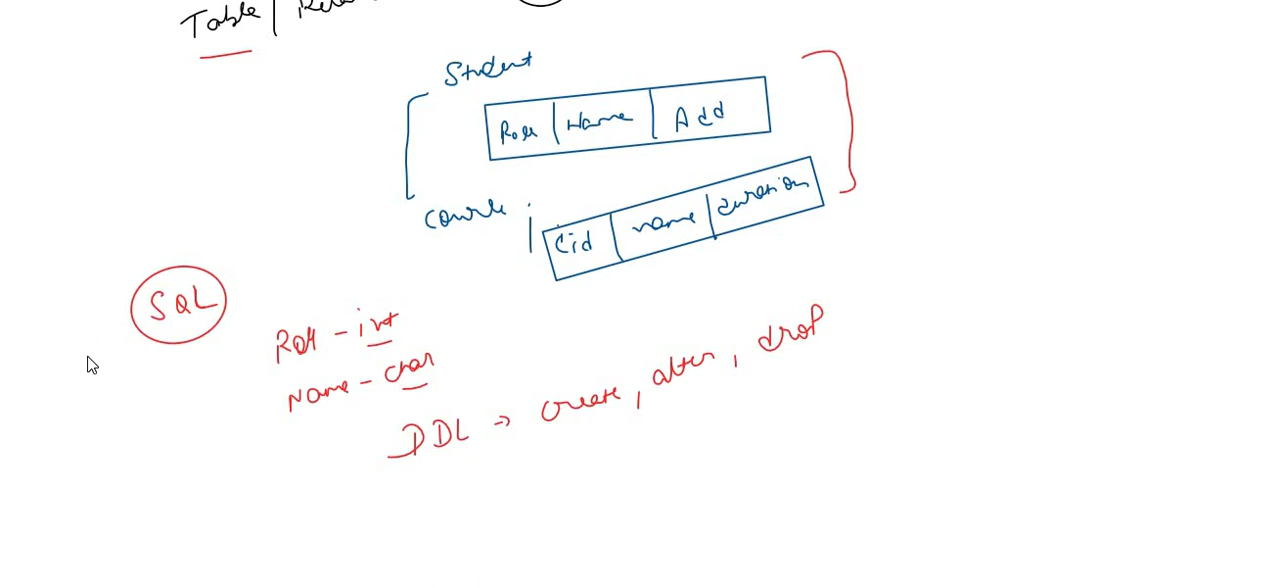 Table |
Student
Roll | Name | Add
Course :
Cid | name | duration
SQL
Roll - int
Name - Char
DDL → create, alter, drop